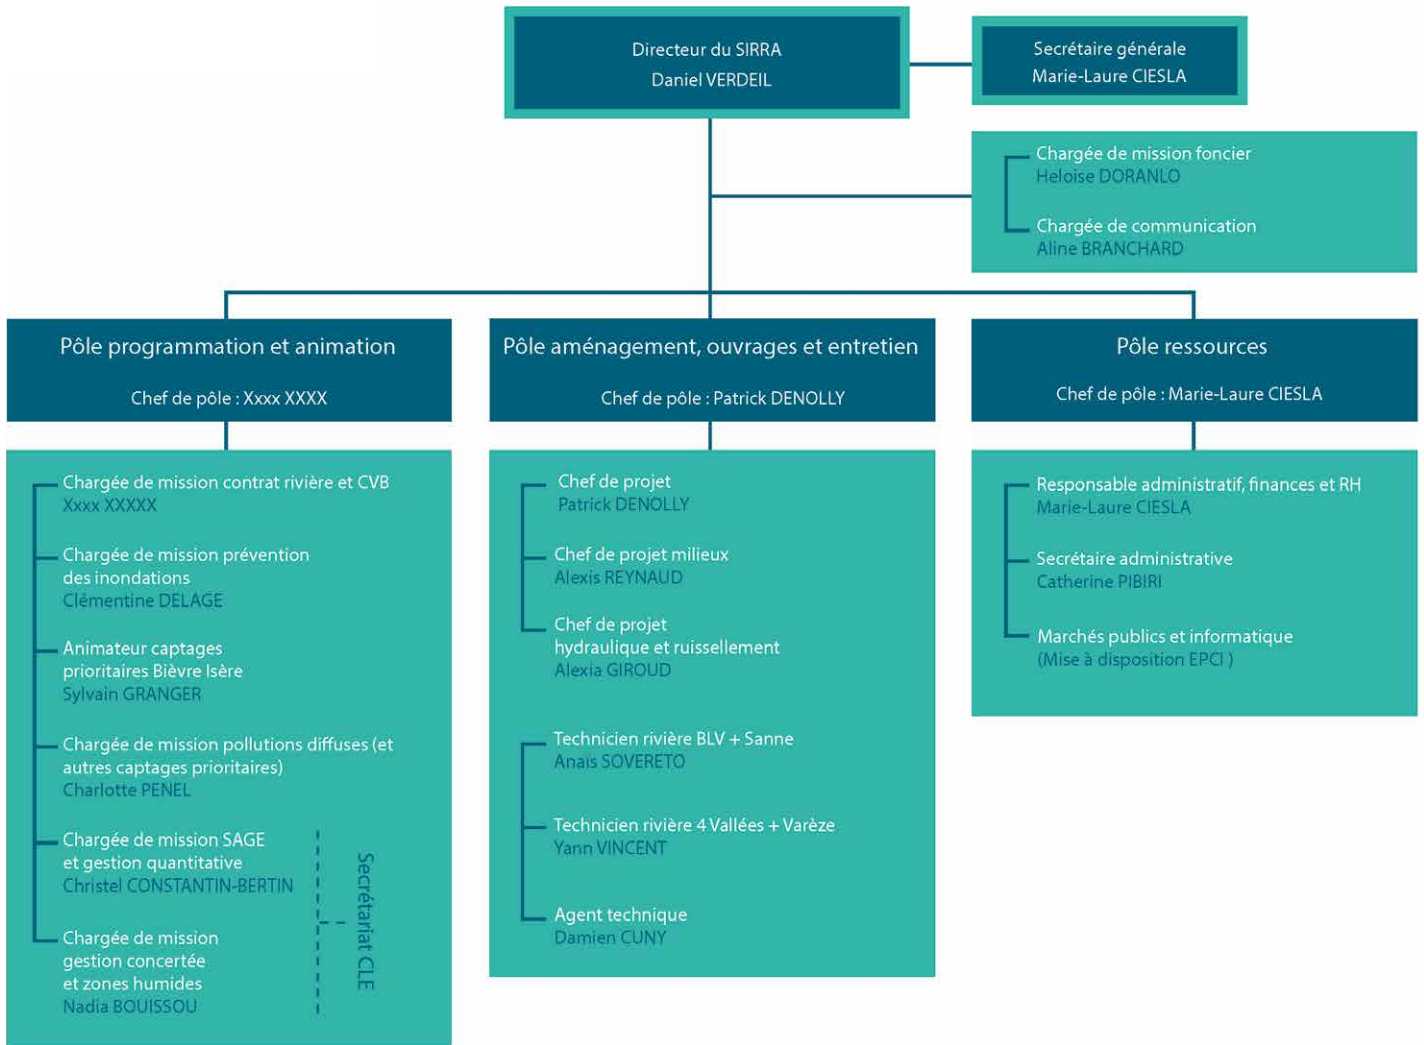 Directeur du SIRRA
Daniel VERDEIL
Secrétaire générale
Marie-Laure CIESLA
Chargée de mission foncier
Heloise DORANLO
Chargée de communication
Aline BRANCHARD
Pôle programmation et animation
Chef de pôle : Xxxx XXXX
Chargée de mission contrat rivière et CVB
Xxxx XXXXX
Chargée de mission prévention
des inondations
Clémentine DELAGE
Animateur captages
prioritaires Bièvre Isère
Sylvain GRANGER
Chargée de mission pollutions diffuses (et
autres captages prioritaires)
Charlotte PENEL
Chargée de mission SAGE
et gestion quantitative
Christel CONSTANTIN-BERTIN
Chargée de mission
gestion concertée
et zones humides
Nadia BOUISSOU
Secrétariat CLE
Pôle aménagement, ouvrages et entretien
Chef de pôle : Patrick DENOLLY
Chef de projet
Patrick DENOLLY
Chef de projet milieux
Alexis REYNAUD
Chef de projet
hydraulique et ruissellement
Alexia GIROUD
Technicien rivière BLV + Sanne
Anaïs SOVERETO
Technicien rivière 4 Vallées + Varèze
Yann VINCENT
Agent technique
Damien CUNY
Pôle ressources
Chef de pôle : Marie-Laure CIESLA
Responsable administratif, finances et RH
Marie-Laure CIESLA
Secrétaire administrative
Catherine PIBIRI
Marchés publics et informatique
(Mise à disposition EPCI )